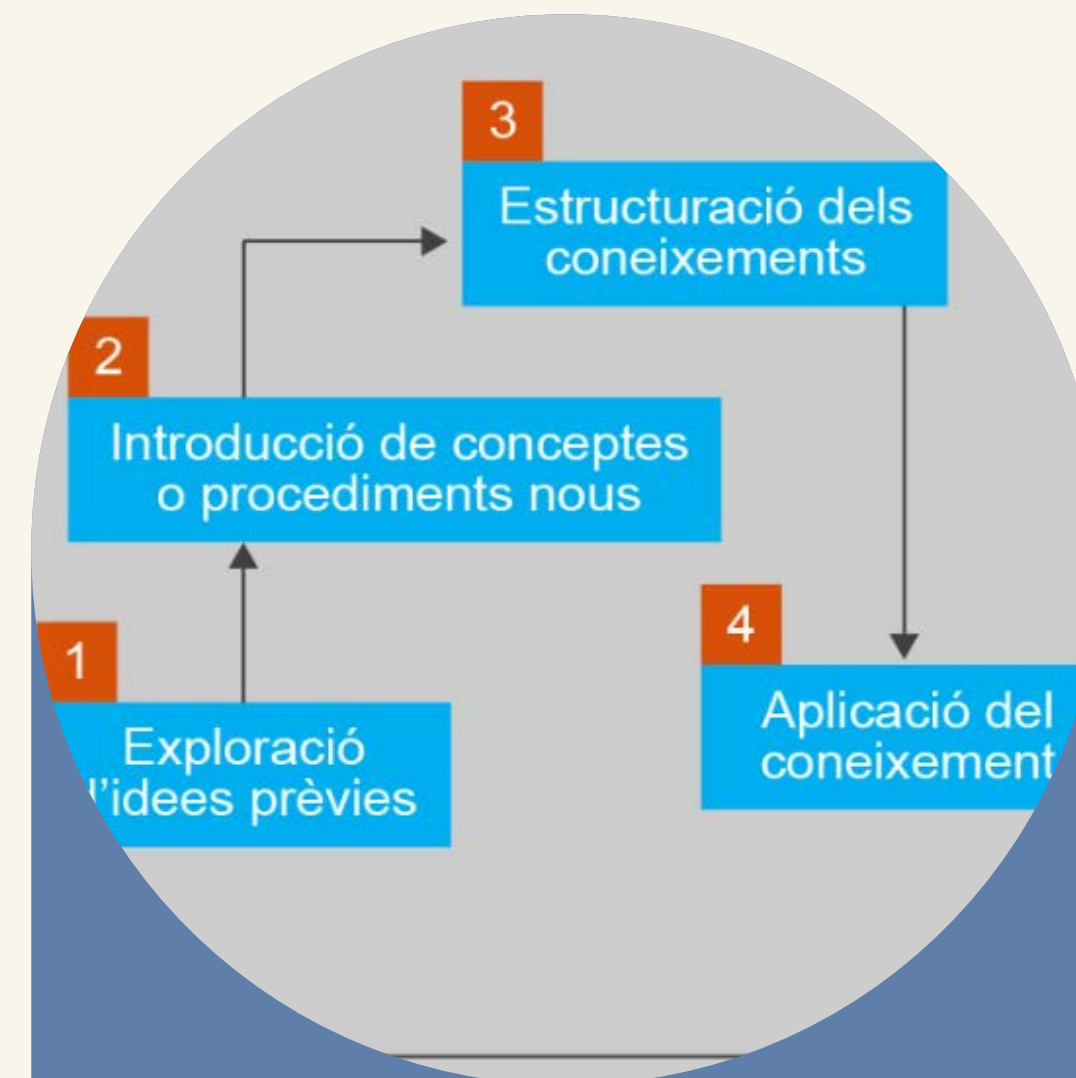 3
Estructuració dels
coneixements
2
Introducció de conceptes
o procediments nous
1
Exploració
d'idees prèvies
4
Aplicació del
coneixement